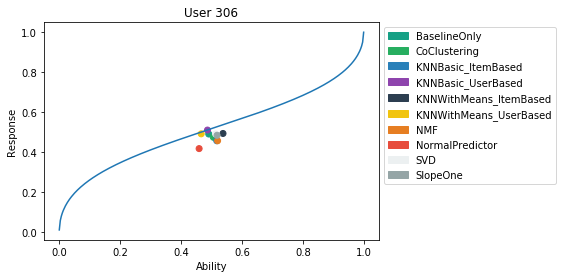 User 306
1.0
0.8
0.6
0.4
0.2
0.0
Response
0.0 0.2 0.4 0.6 0.8 1.0
Ability
BaselineOnly
CoClustering
KNNBasic_ItemBased
KNNBasic_UserBased
KNNWithMeans_ItemBased
KNNWithMeans_UserBased
NMF
NormalPredictor
SVD
SlopeOne